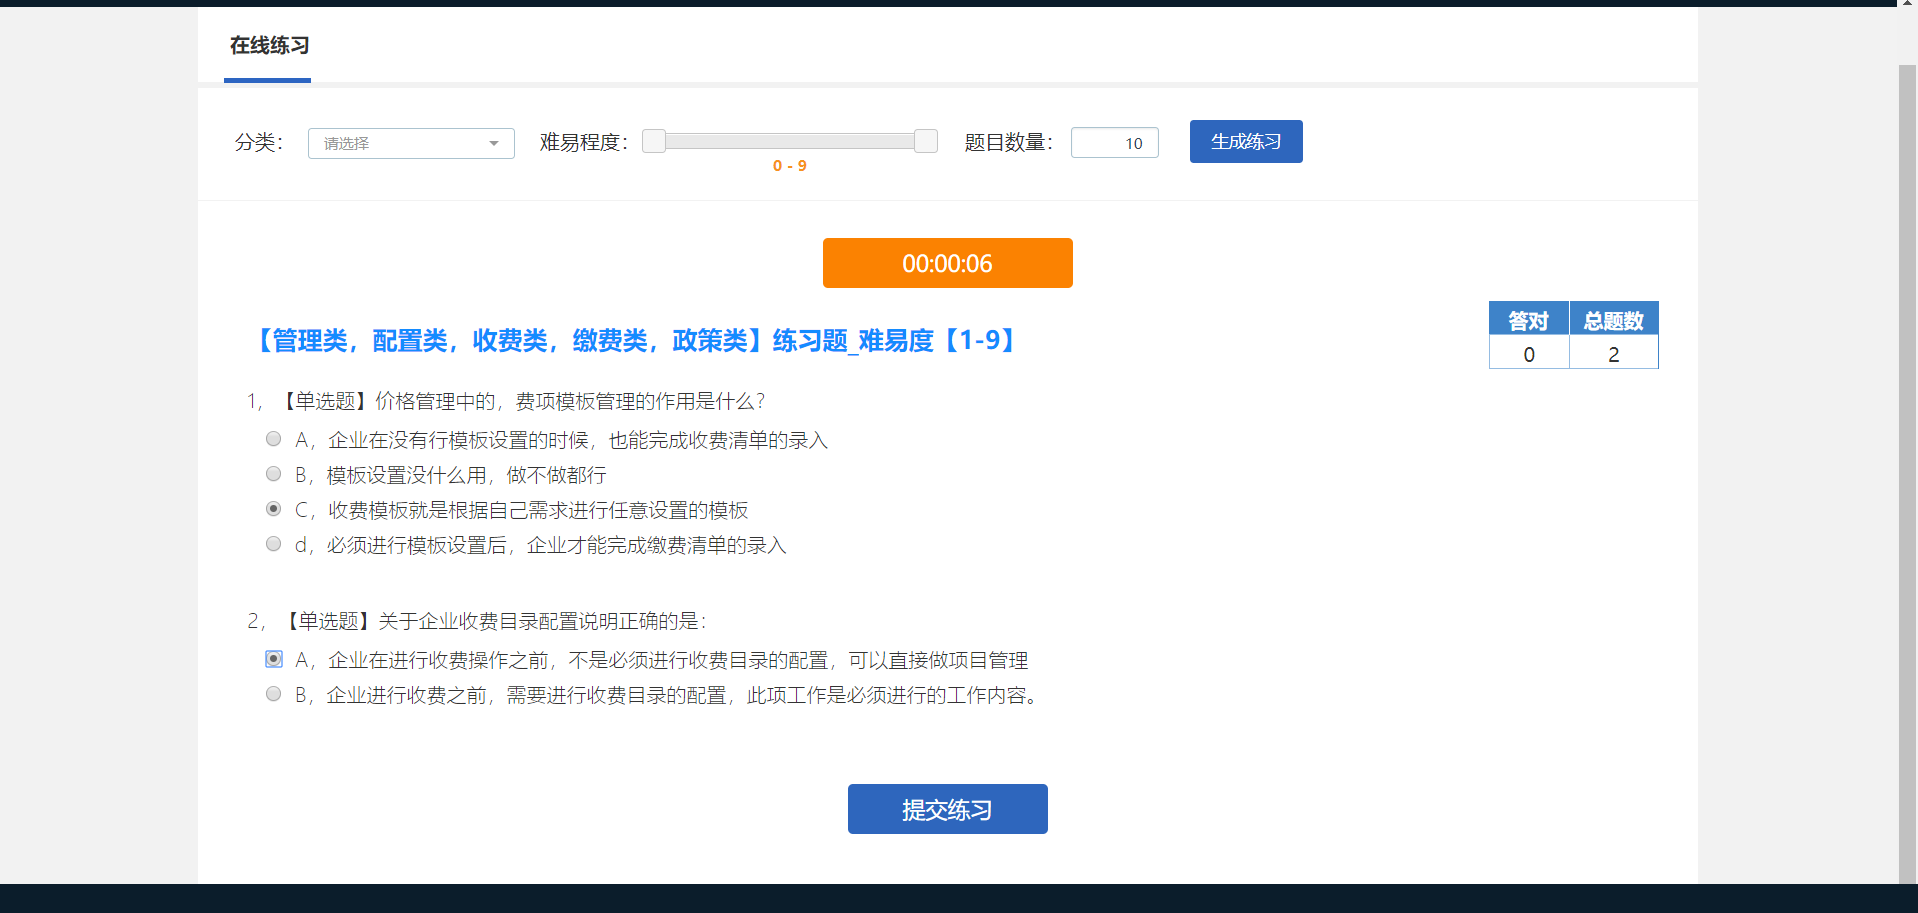 在线练习
分类： 请选择 难易程度： 题目数量： 10 生成练习
0 - 9
00:00:06
答对 总题数
0 2
【管理类，配置类，收费类，缴费类，政策类】练习题_难易度【1-9】
1, 【单选题】价格管理中的，费项模板管理的作用是什么？
A，企业在没有行模板设置的时候，也能完成收费清单的录入
B，模板设置没什么用，做不做都行
C，收费模板就是根据自己需求进行任意设置的模板
d，必须进行模板设置后，企业才能完成缴费清单的录入
2, 【单选题】关于企业收费目录配置说明正确的是：
A，企业在进行收费操作之前，不是必须进行收费目录的配置，可以直接做项目管理
B，企业进行收费之前，需要进行收费目录的配置，此项工作是必须进行的工作内容。
提交练习